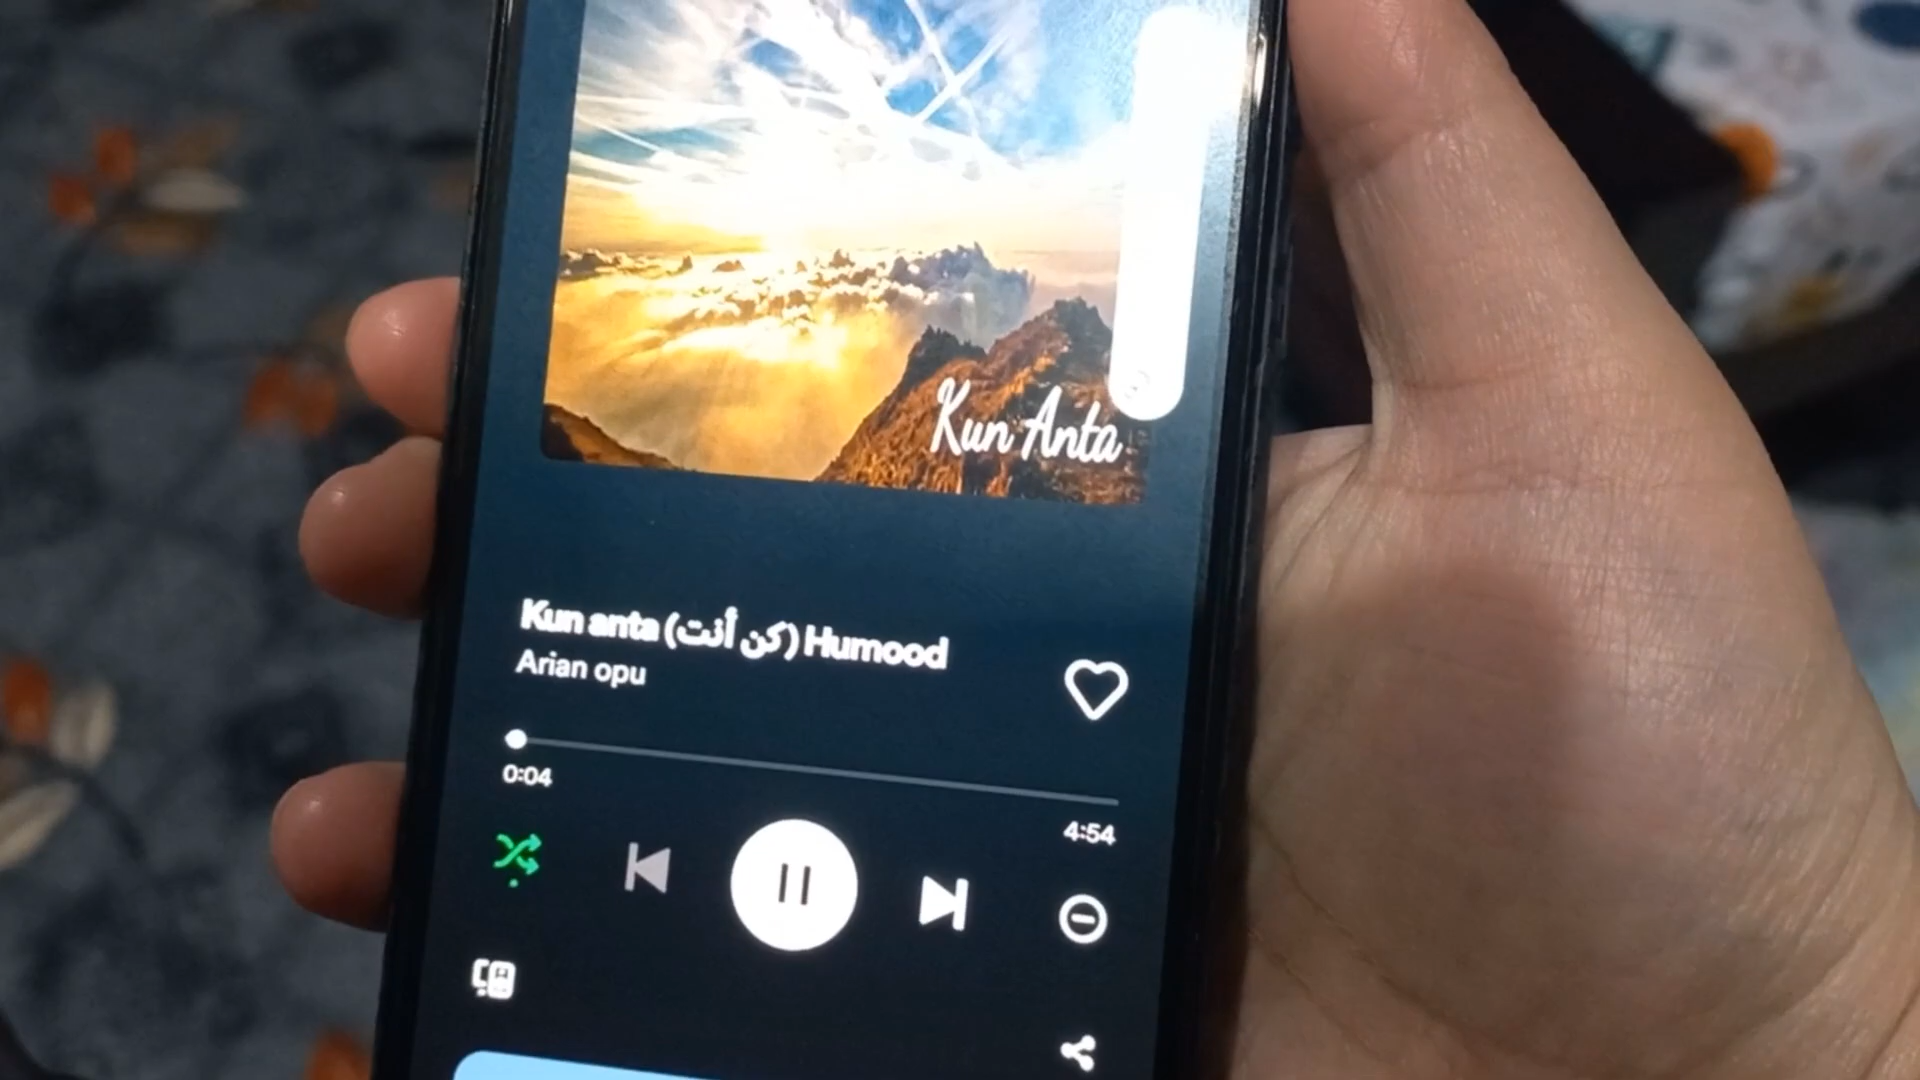 Kun Anta
Kun anta (كن أنت) Humood
Arian opu
0:04
4:54